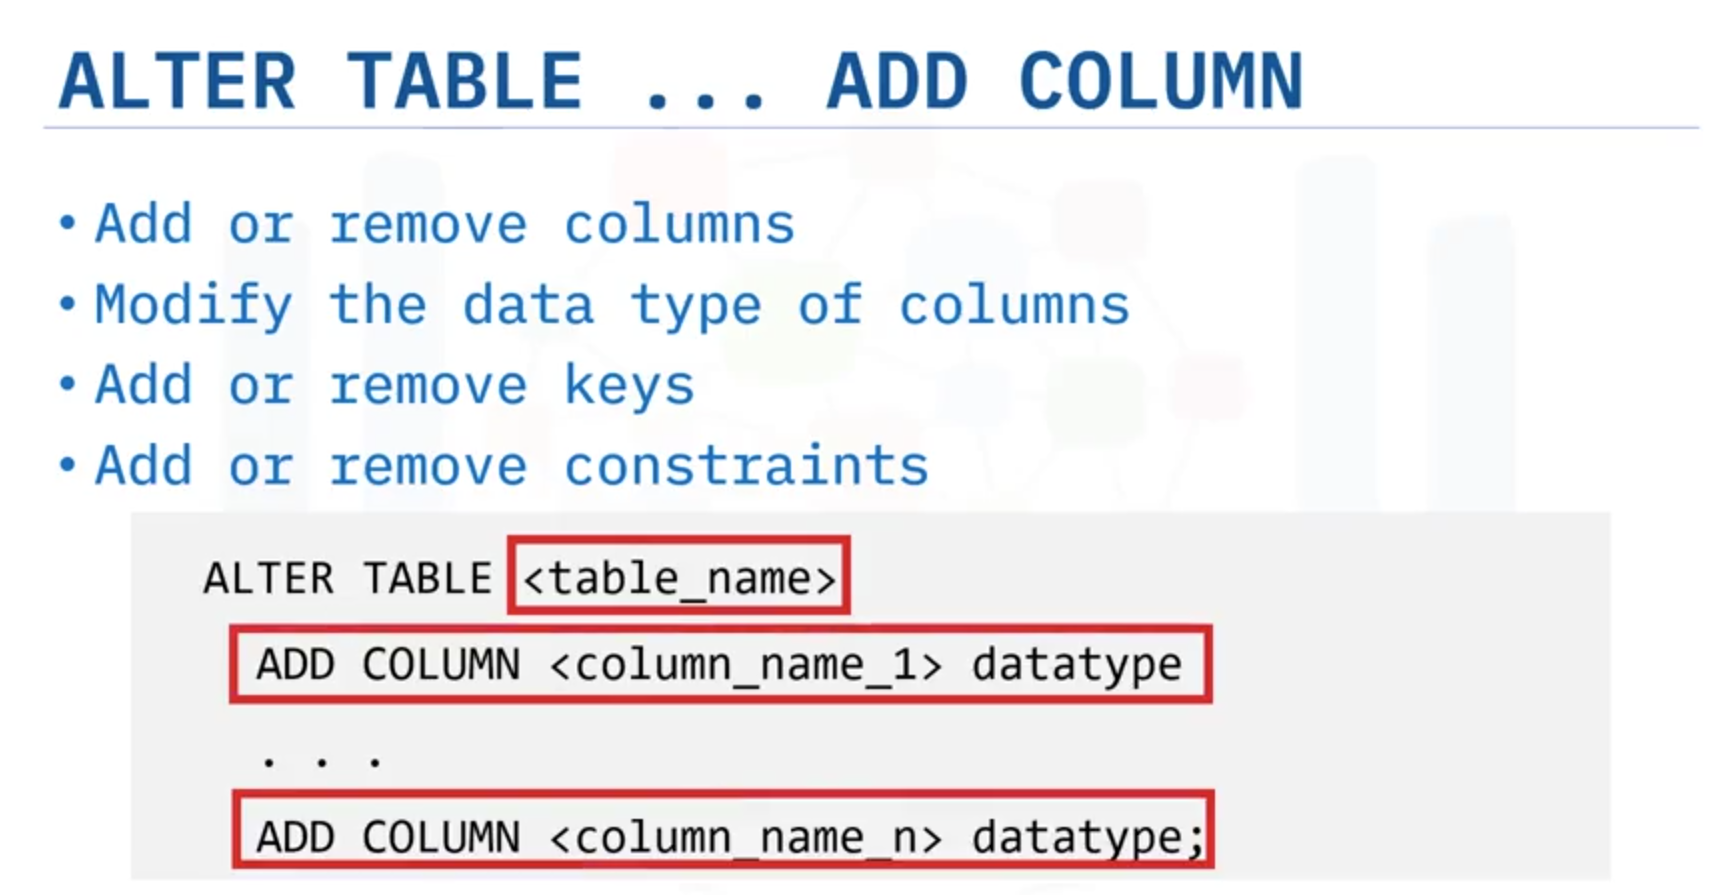 ALTER TABLE ... ADD COLUMN
• Add or remove columns
• Modify the data type of columns
• Add or remove keys
• Add or remove constraints
ALTER TABLE <table_name>
ADD COLUMN <column_name_1> datatype
. . .
ADD COLUMN <column_name_n> datatype;